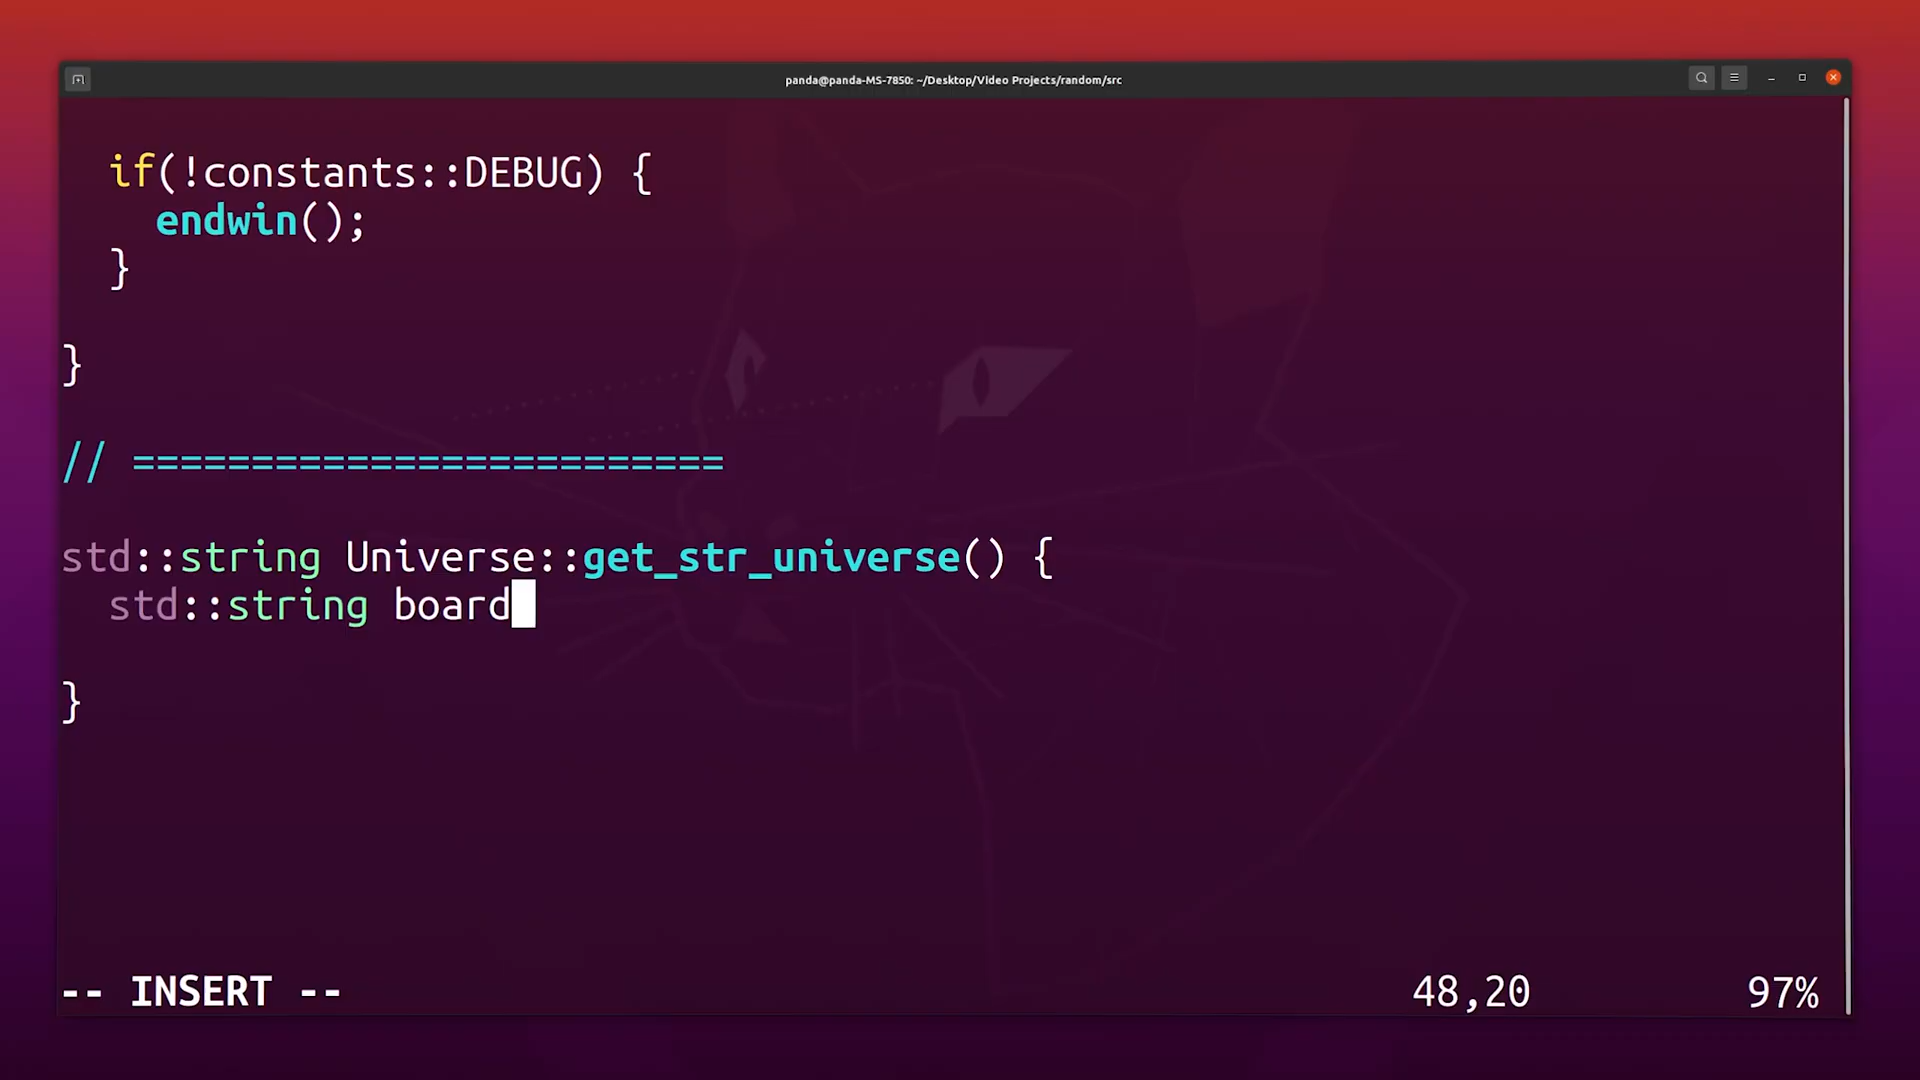 panda@panda-MS-7850: ~/Desktop/Video Projects/random/src
if(!constants::DEBUG) {
endwin();
}
}
// =========================
std::string Universe::get_str_universe() {
std::string board
}
-- INSERT -- 48,20 97%